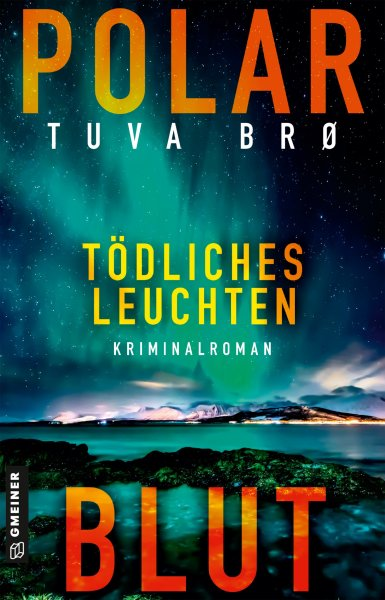 POLAR
TUVA BRØ
TÖDLICHES
LEUCHTEN
KRIMINALROMAN
BLUT
GMEINER